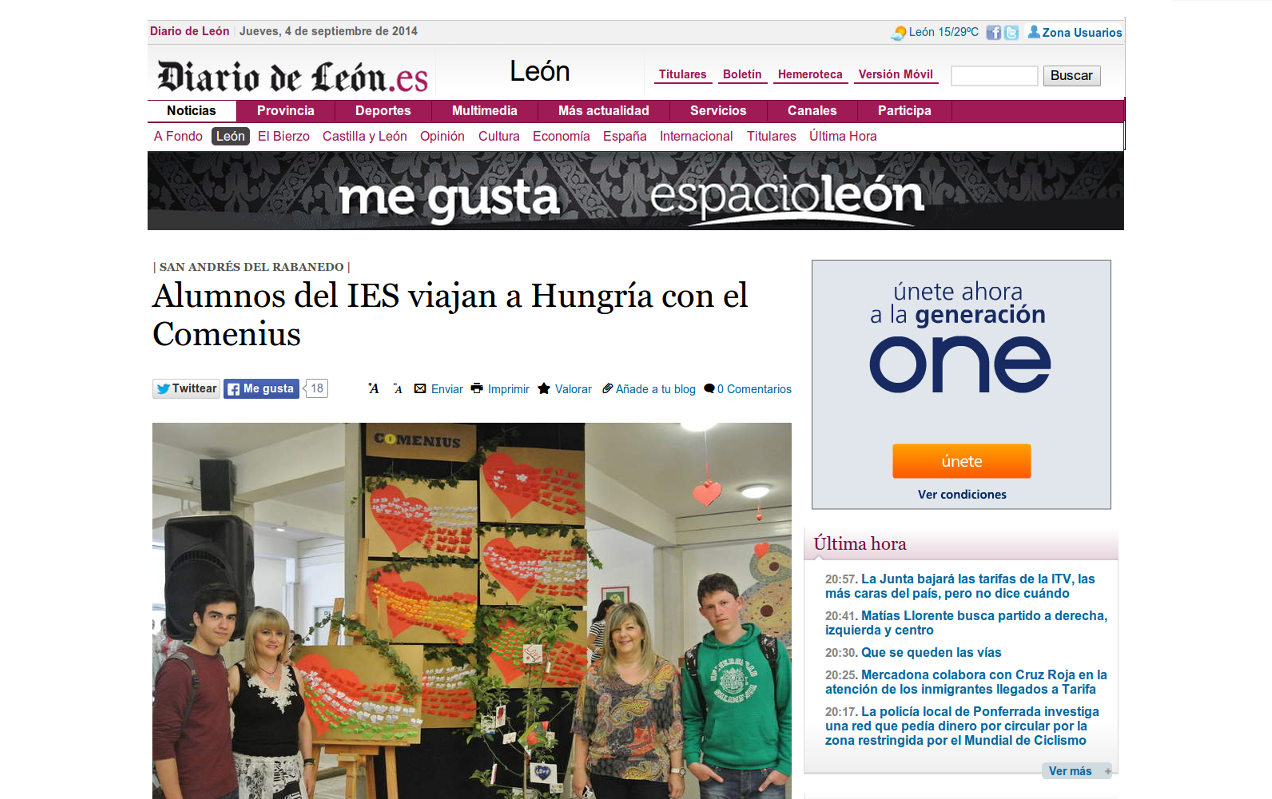 Diario de León | Jueves, 4 de septiembre de 2014
León 15/29ºC
Zona Usuarios
Diario de León.es
León
Titulares Boletín Hemeroteca Versión Móvil
Buscar
Noticias Provincia Deportes Multimedia Más actualidad Servicios Canales Participa
A Fondo León El Bierzo Castilla y León Opinión Cultura Economía España Internacional Titulares Última Hora
me gusta espacioleón
| SAN ANDRÉS DEL RABANEDO |
Alumnos del IES viajan a Hungría con el
Comenius
Twittear Me gusta 18
A A Enviar Imprimir Valorar Añade a tu blog 0 Comentarios
COMENIUS
únete ahora
a la generación
one
únete
Ver condiciones
Última hora
20:57. La Junta bajará las tarifas de la ITV, las
más caras del país, pero no dice cuándo
20:41. Matías Llorente busca partido a derecha,
izquierda y centro
20:30. Que se queden las vías
20:25. Mercadona colabora con Cruz Roja en la
atención de los inmigrantes llegados a Tarifa
20:17. La policía local de Ponferrada investiga
una red que pedía dinero por circular por la
zona restringida por el Mundial de Ciclismo
Ver más +